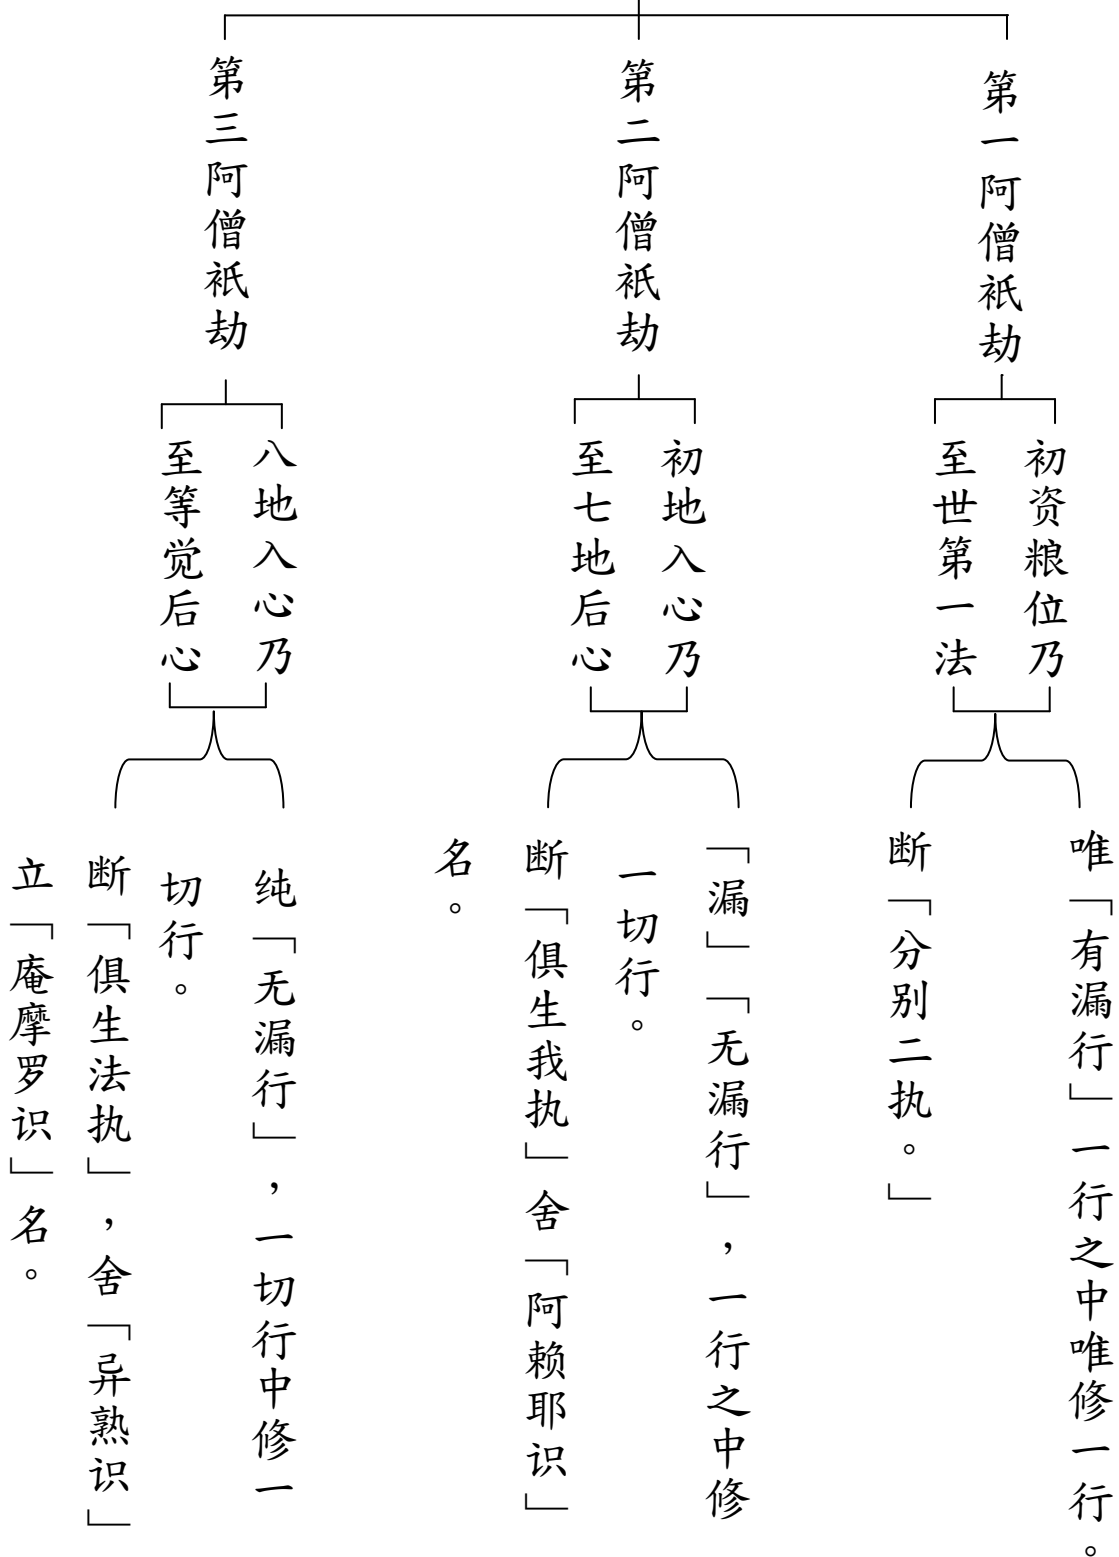 第一阿僧祇劫
初资粮位乃
至世第一法
唯「有漏行」一行之中唯修一行。
断「分别二执。」
第二阿僧祇劫
初地入心乃
至七地后心
「漏」「无漏行」,一行之中修
一切行。
断「俱生我执」舍「阿赖耶识」
名。
第三阿僧祇劫
八地入心乃
至等觉后心
纯「无漏行」,一切行中修一
切行。
断「俱生法执」,舍「异熟识」
立「庵摩罗识」名。